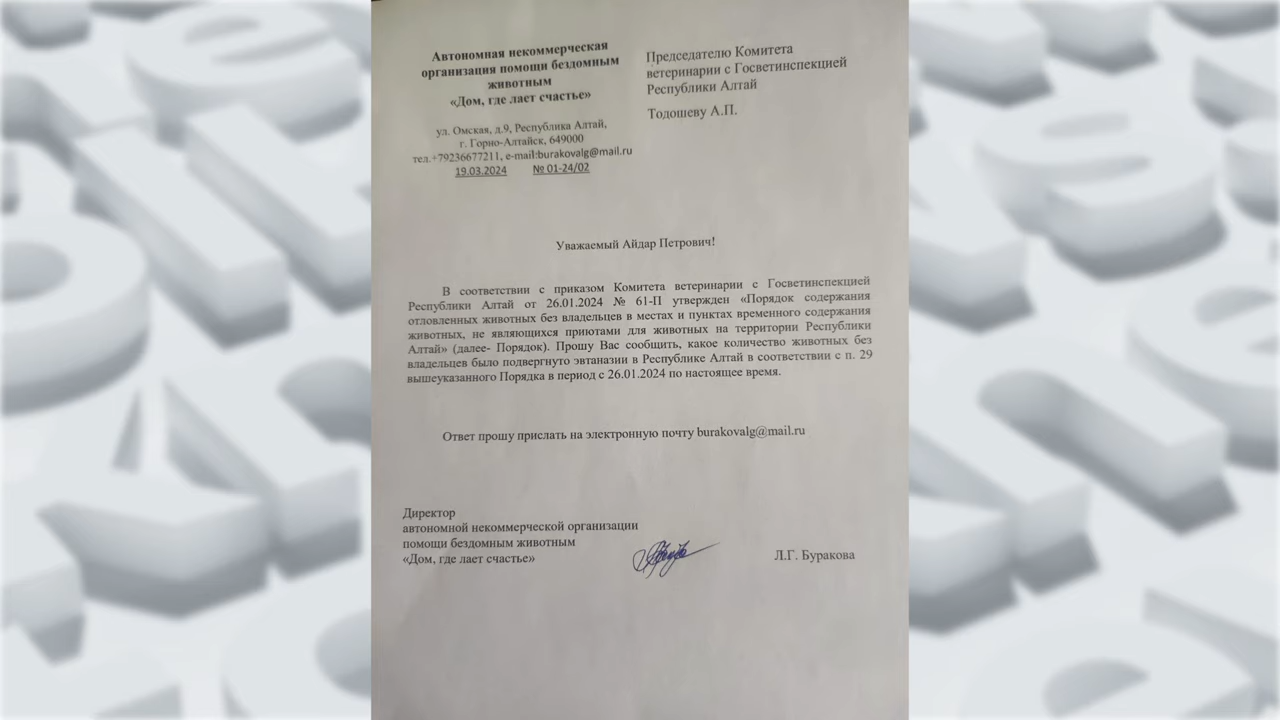 Автономная некоммерческая
организация помощи бездомным
животным
«Дом, где лает счастье»
ул. Омская, д.9, Республика Алтай,
г. Горно-Алтайск, 649000
тел.+79236677211, e-mail:burakovalg@mail.ru
19.03.2024 № 01-24/02
Председателю Комитета
ветеринарии с Госветинспекцией
Республики Алтай
Тодошеву А.П.
Уважаемый Айдар Петрович!
В соответствии с приказом Комитета ветеринарии с Госветинспекцией
Республики Алтай от 26.01.2024 № 61-П утвержден «Порядок содержания
отловленных животных без владельцев в местах и пунктах временного содержания
животных, не являющихся приютами для животных на территории Республики
Алтай» (далее- Порядок). Прошу Вас сообщить, какое количество животных без
владельцев было подвергнуто эвтаназии в Республике Алтай в соответствии с п. 29
вышеуказанного Порядка в период с 26.01.2024 по настоящее время.
Ответ прошу прислать на электронную почту burakovalg@mail.ru
Директор
автономной некоммерческой организации
помощи бездомным животным
«Дом, где лает счастье»
Л.Г. Буракова